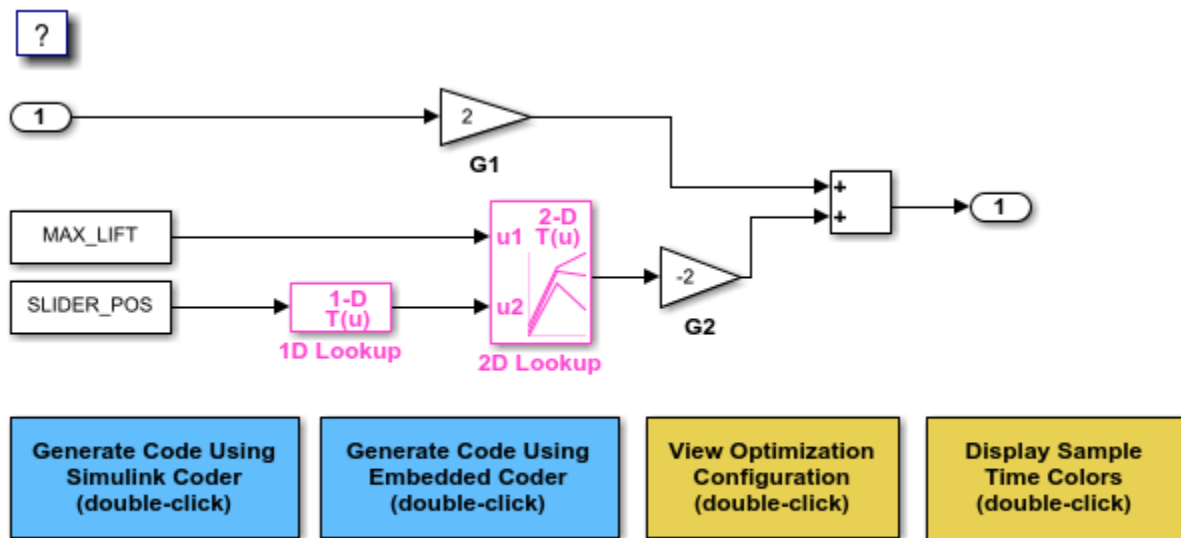 ?
1
2
G1
+
+
1
MAX_LIFT
u1
2-D
T(u)
-2
G2
SLIDER_POS
1-D
T(u)
1D Lookup
u2
2D Lookup
Generate Code Using
Simulink Coder
(double-click)
Generate Code Using
Embedded Coder
(double-click)
View Optimization
Configuration
(double-click)
Display Sample
Time Colors
(double-click)